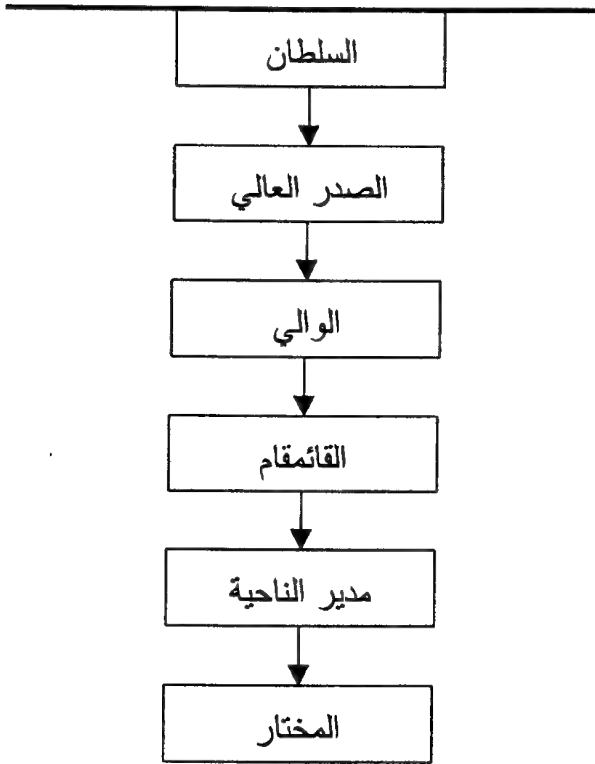 السلطان
الصدر العالي
الوالي
القائمقام
مدير الناحية
المختار